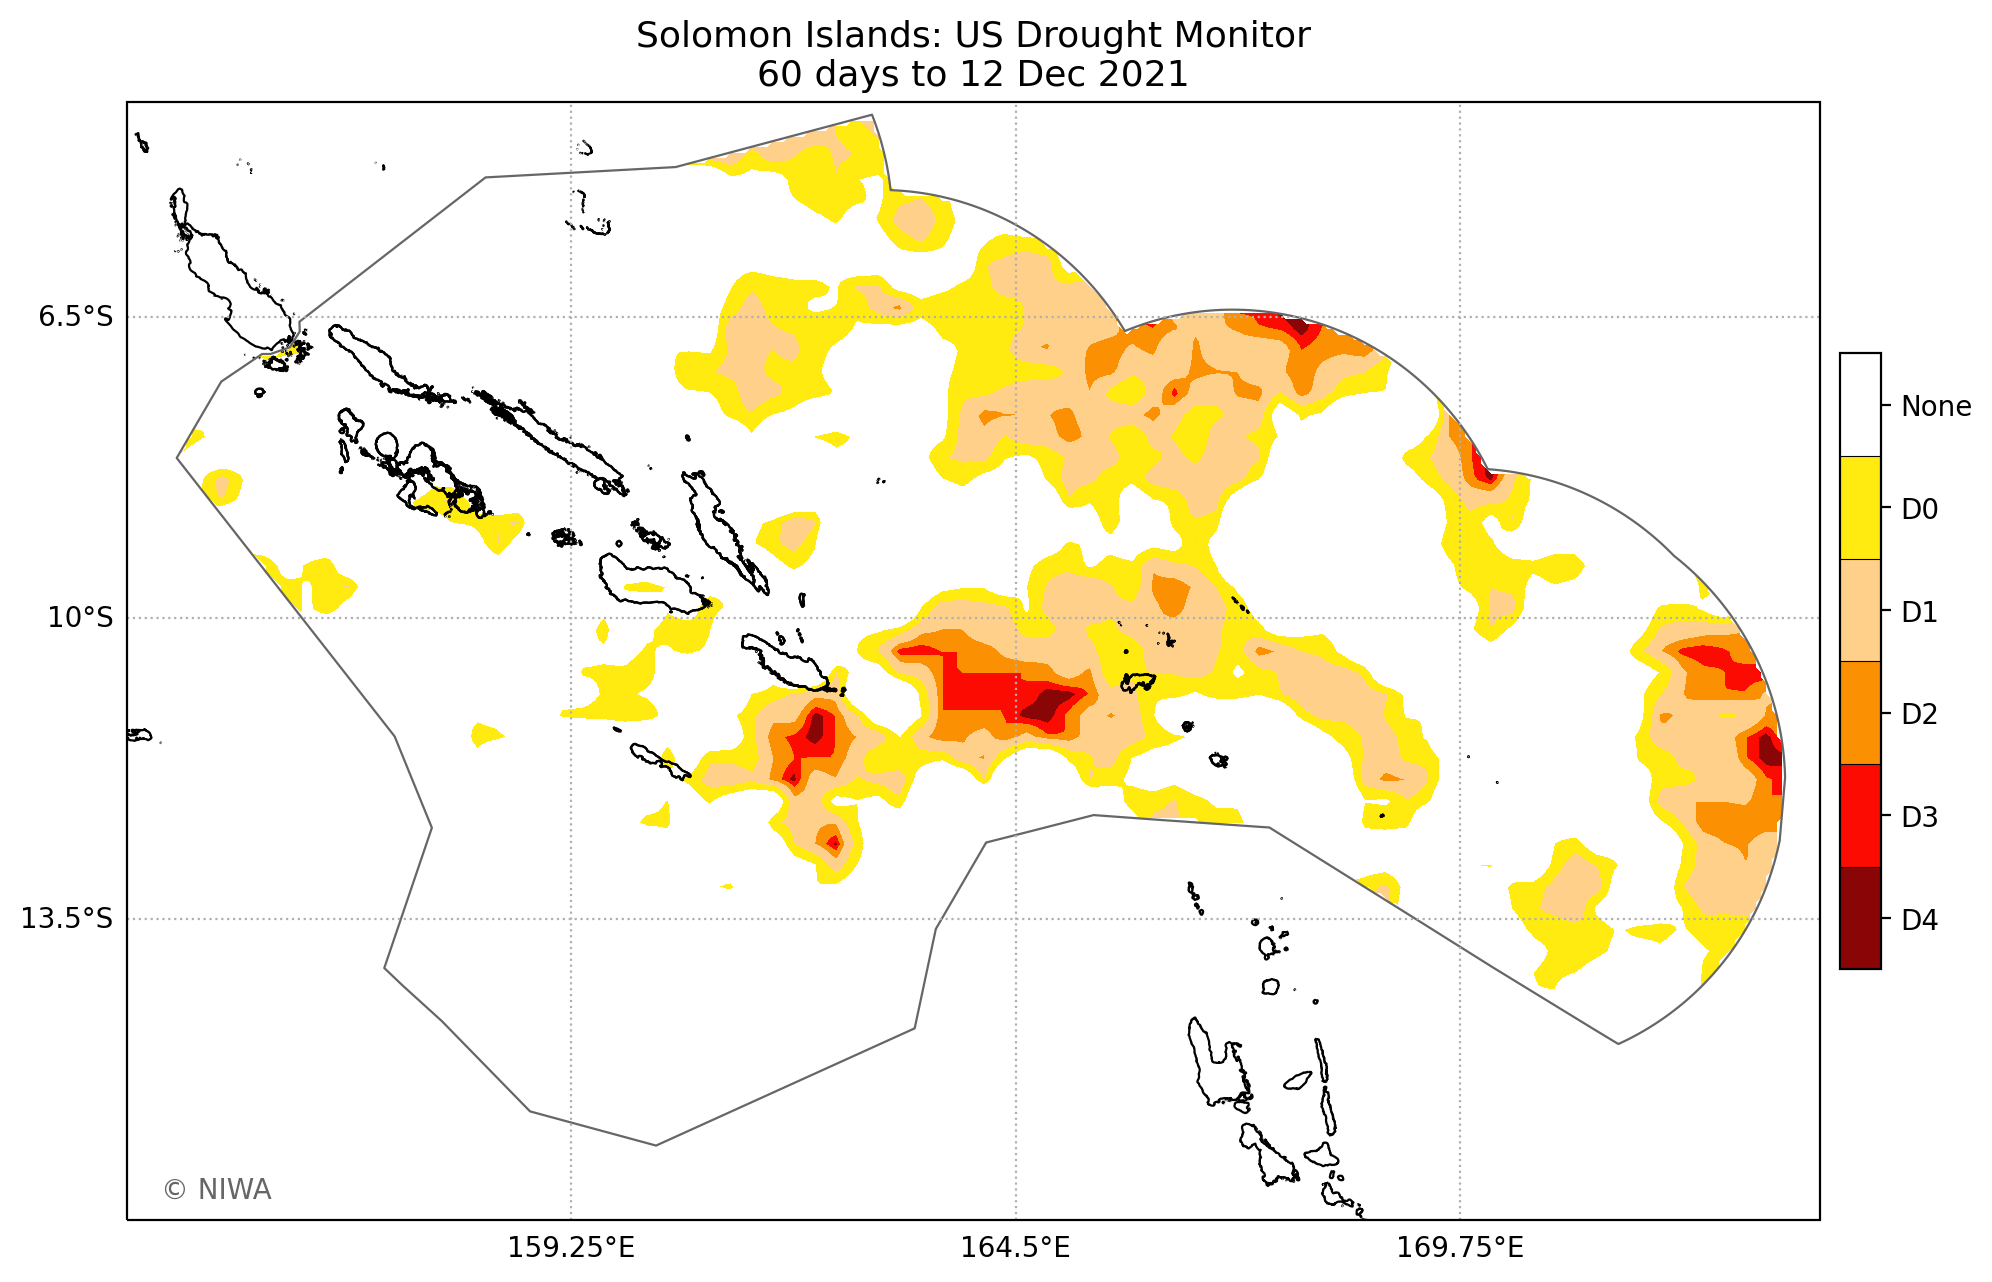 Solomon Islands: US Drought Monitor
60 days to 12 Dec 2021
6.5°S
10°S
13.5°S
159.25°E
164.5°E
169.75°E
None
D0
D1
D2
D3
D4
© NIWA